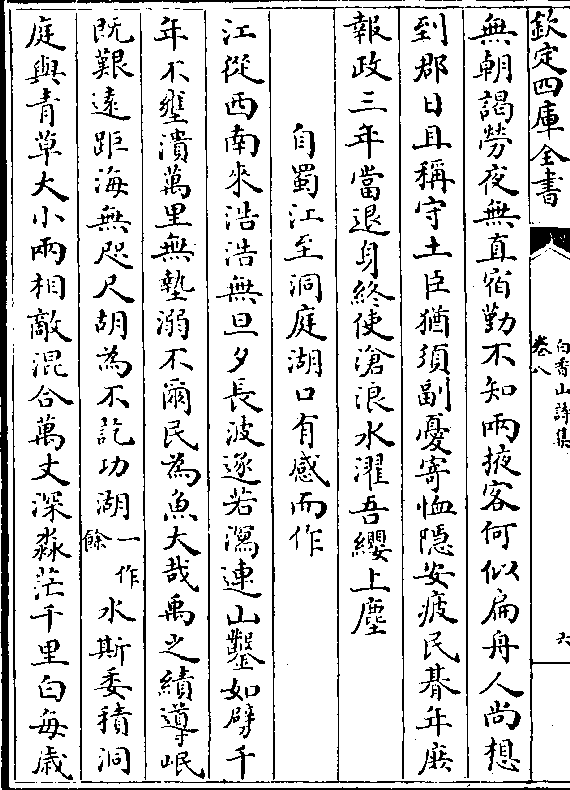 欽定四庫全書
白香山詩集
卷八
六
無朝謁勞夜無直宿勤不知兩掖客何似扁舟人尚想
到郡日且稱守土臣猶須副憂寄恤隱安疲民朞年庶
報政三年當退身終使滄浪水濯吾纓上塵
自蜀江至洞庭湖口有感而作
江從西南來浩浩無旦夕長波逐若瀉連山鑿如劈千
年不壅潰萬里無墊溺不爾民為魚大哉禹之績導岷
既艱遠距海無咫尺胡為不訖功湖一作餘水斯委積洞
庭與青草大小兩相敵混合萬丈深淼茫千里白每歲